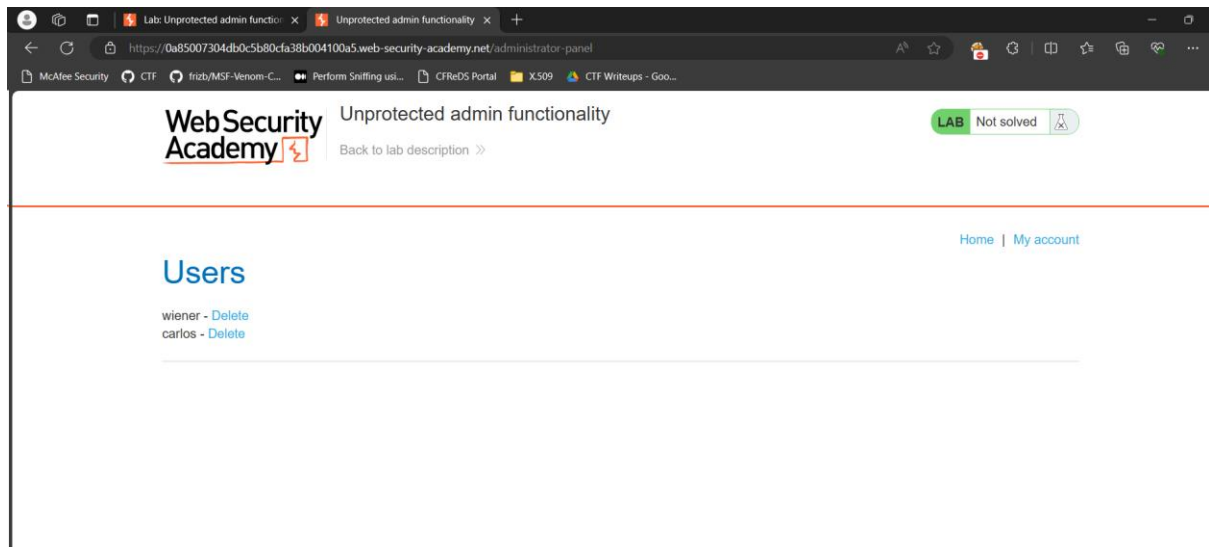 Lab: Unprotected admin function
Unprotected admin functionality
https://0a85007304db0c5b80cfa38b004100a5.web-security-academy.net/administrator-panel
McAfee Security CTF frizb/MSF-Venom-C... Perform Sniffing usi... CFReDS Portal X.509 CTF Writeups - Goo...
Web Security
Academy
Unprotected admin functionality
Back to lab description
LAB Not solved
Home | My account
Users
wiener - Delete
carlos - Delete